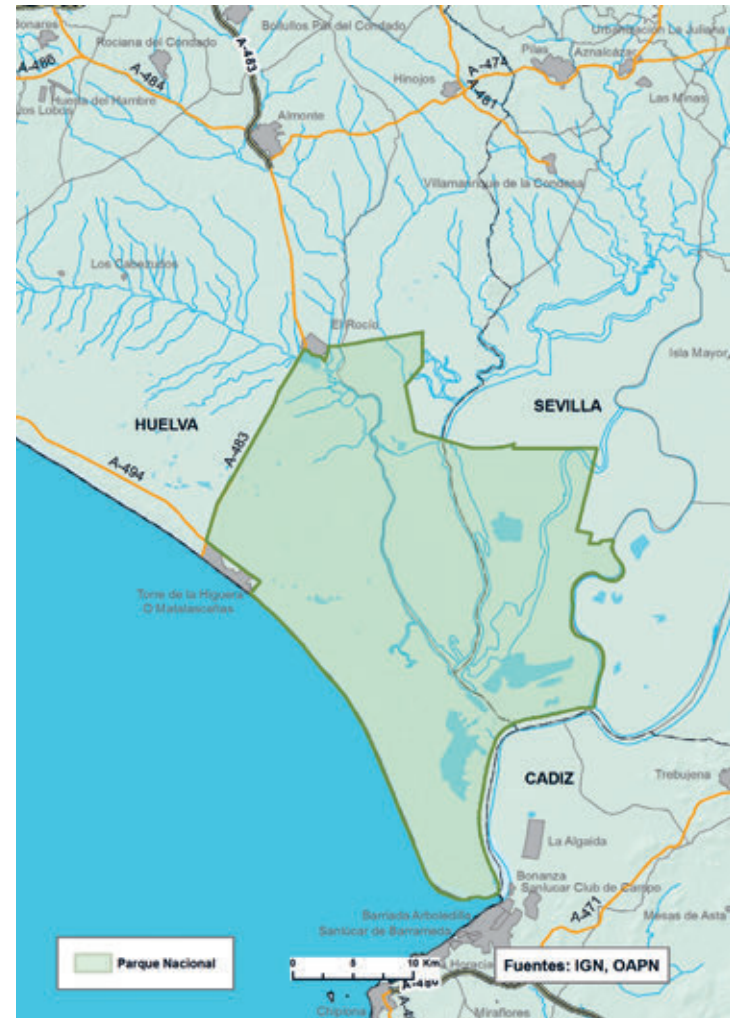 Bonares
Rociana del Condado
Bollullos Par del Condado
Urbanización La Juliana
A-486
A-484
A-483
Pilas
A-474
Aznalcázar
Hinojos
A-481
Las Minas
Huerta del Hambre
Los Lobos
Almonte
Villamanrique de la Condesa
Los Cabezudos
El Rocío
Isla Mayor
HUELVA
SEVILLA
A-483
A-494
Torre de la Higuera
O Matalascañas
CADIZ
Trebujena
La Algaida
Bonanza
Sanlucar Club de Campo
Barriada Arboledilla
Sanlúcar de Barrameda
A-471
Mesas de Asta
Parque Nacional
0 5 10 Km
Horacia
Fuentes: IGN, OAPN
A-480
Chipiona
Miraflores